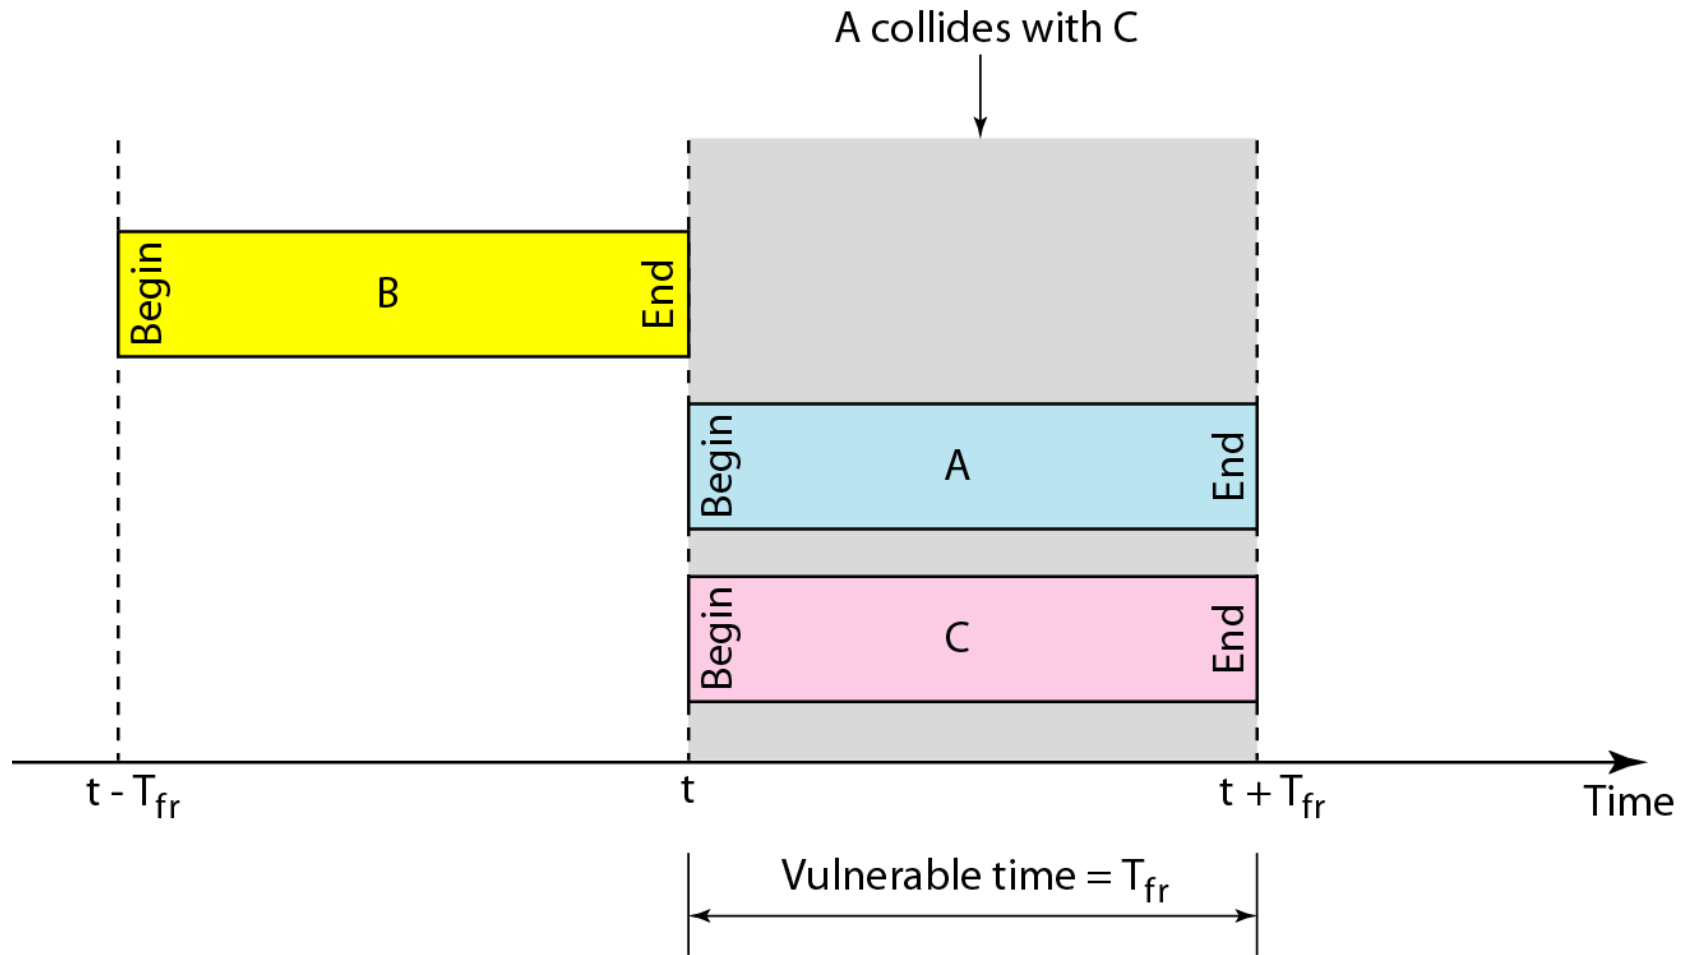 A collides with C
Begin B End
Begin A End
Begin C End
t - Tfr t t + Tfr
Time
Vulnerable time = Tfr